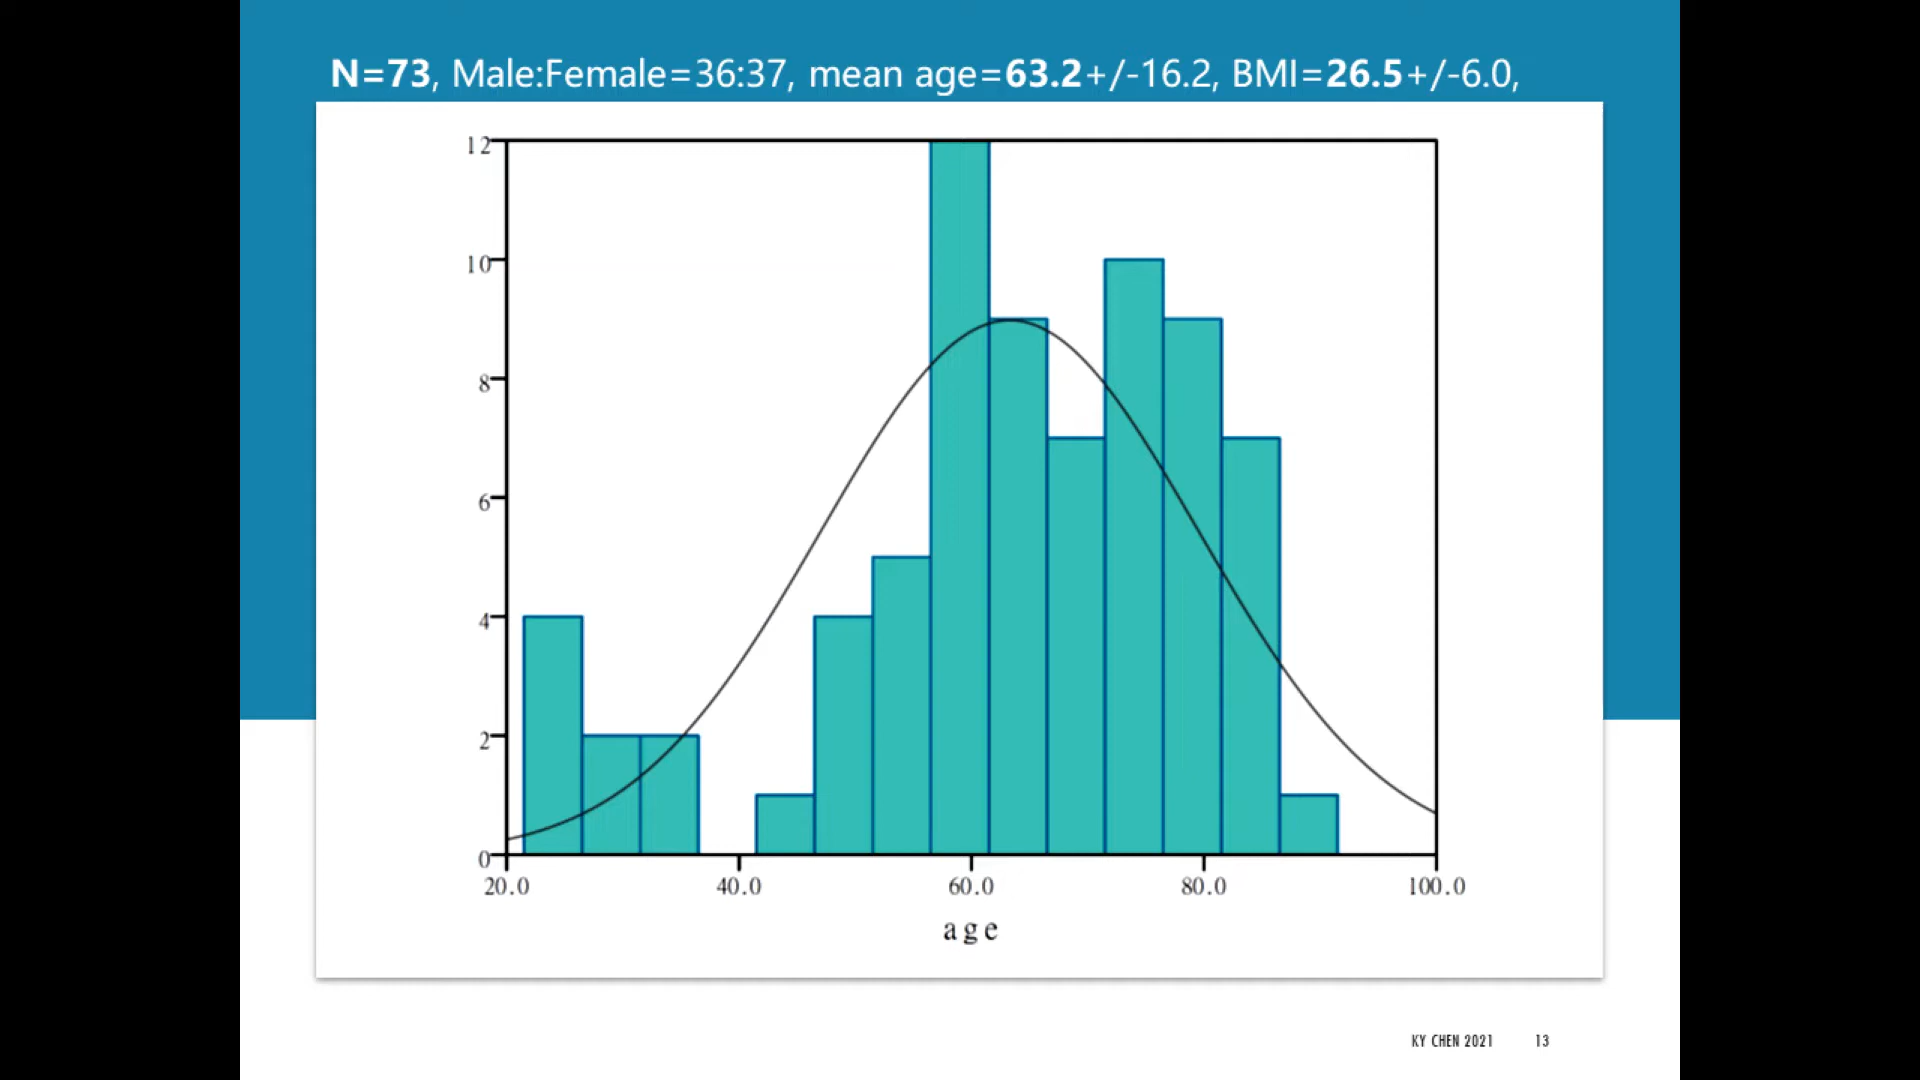 N=73, Male:Female=36:37, mean age=63.2+/-16.2, BMI=26.5+/-6.0,
12
10
8
6
4
2
0
20.0 40.0 60.0 80.0 100.0
age
KY CHEN 2021 13